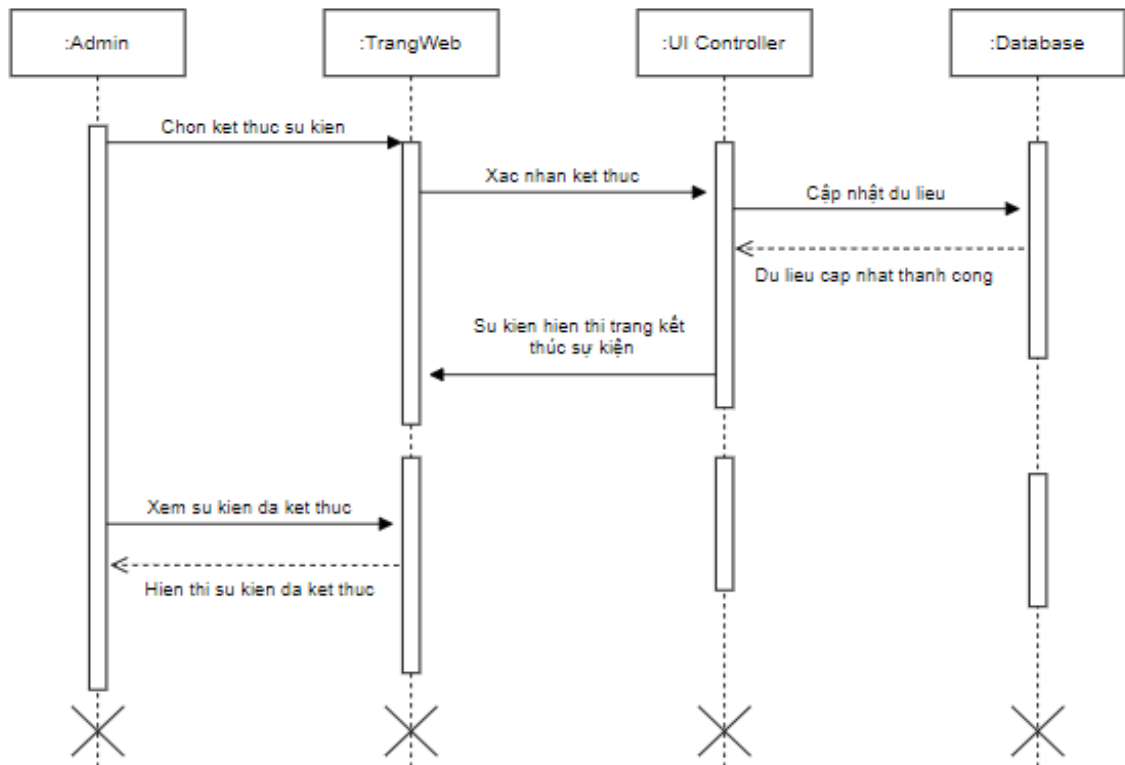 :Admin
:TrangWeb
:UI Controller
:Database
Chon ket thuc su kien
Xac nhan ket thuc
Cập nhật du lieu
Du lieu cap nhat thanh cong
Su kien hien thi trang kết
thúc sự kiện
Xem su kien da ket thuc
Hien thi su kien da ket thuc